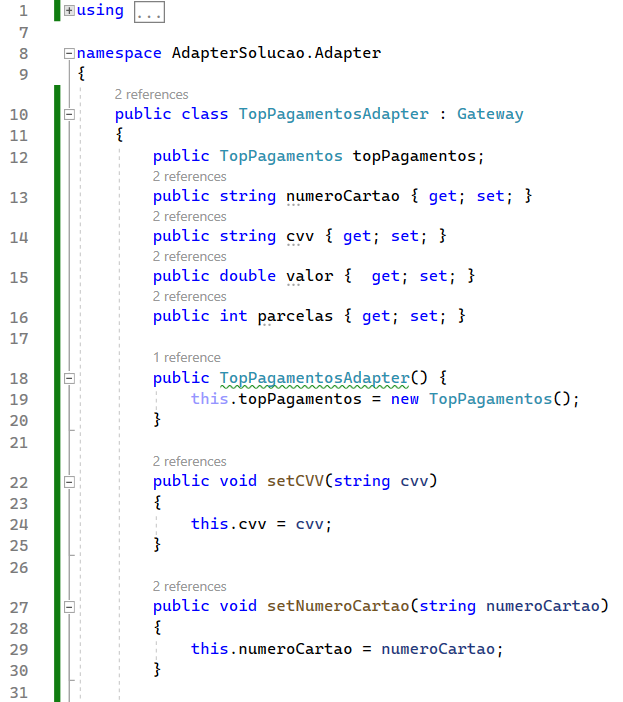 1 using ...
7
8 namespace AdapterSolucao.Adapter
9 {
2 references
10 public class TopPagamentosAdapter : Gateway
11 {
12 public TopPagamentos topPagamentos;
2 references
13 public string numeroCartao { get; set; }
2 references
14 public string cvv { get; set; }
2 references
15 public double valor {  get; set; }
2 references
16 public int parcelas { get; set; }
17
1 reference
18 public TopPagamentosAdapter() {
19 this.topPagamentos = new TopPagamentos();
20 }
21
2 references
22 public void setCVV(string cvv)
23 {
24 this.cvv = cvv;
25 }
26
2 references
27 public void setNumeroCartao(string numeroCartao)
28 {
29 this.numeroCartao = numeroCartao;
30 }
31